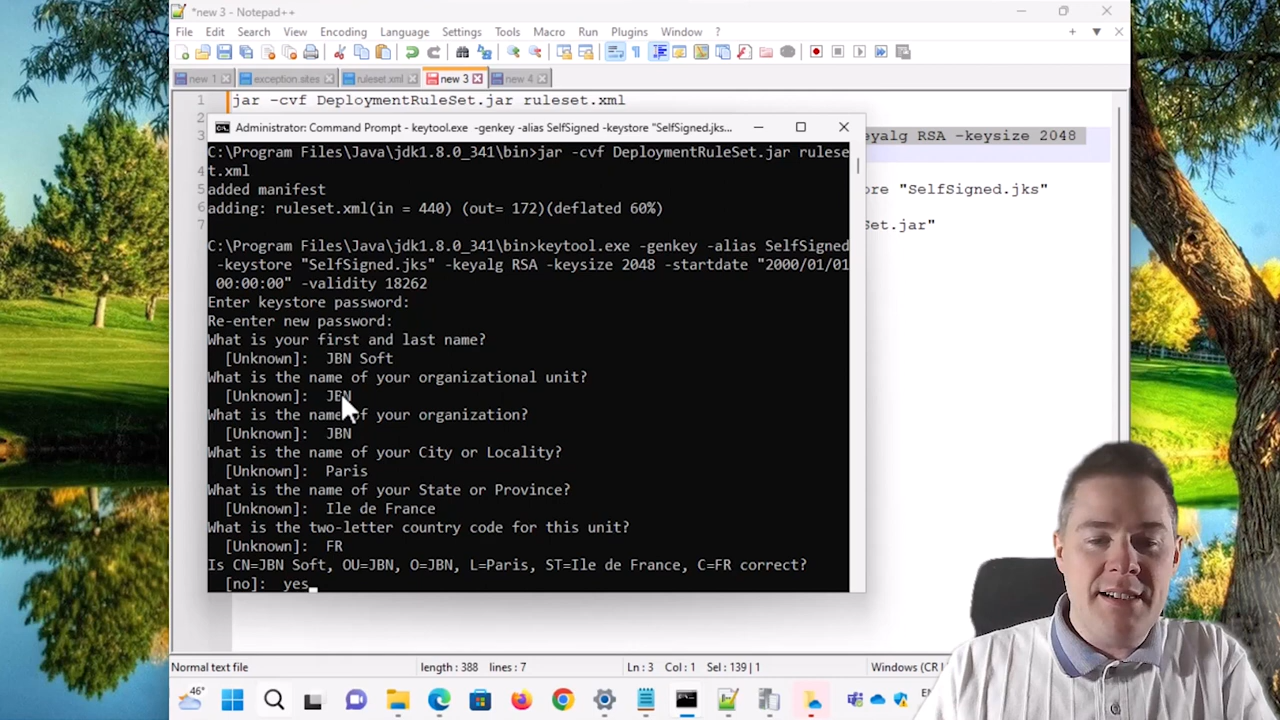 *new 3 - Notepad++
File Edit Search View Encoding Language Settings Tools Macro Run Plugins Window ?
new 1 exception.sites ruleset.xml new 3 new 4
1 jar -cvf DeploymentRuleSet.jar ruleset.xml
2
3 eyalg RSA -keysize 2048
4
5 ore "SelfSigned.jks"
6
7 Set.jar"
Administrator: Command Prompt - keytool.exe -genkey -alias SelfSigned -keystore "SelfSigned.jks...
C:\Program Files\Java\jdk1.8.0_341\bin>jar -cvf DeploymentRuleSet.jar rulese
t.xml
added manifest
adding: ruleset.xml(in = 440) (out= 172)(deflated 60%)
C:\Program Files\Java\jdk1.8.0_341\bin>keytool.exe -genkey -alias SelfSigned
-keystore "SelfSigned.jks" -keyalg RSA -keysize 2048 -startdate "2000/01/01
00:00:00" -validity 18262
Enter keystore password:
Re-enter new password:
What is your first and last name?
[Unknown]: JBN Soft
What is the name of your organizational unit?
[Unknown]: JBN
What is the name of your organization?
[Unknown]: JBN
What is the name of your City or Locality?
[Unknown]: Paris
What is the name of your State or Province?
[Unknown]: Ile de France
What is the two-letter country code for this unit?
[Unknown]: FR
Is CN=JBN Soft, OU=JBN, O=JBN, L=Paris, ST=Ile de France, C=FR correct?
[no]: yes
Normal text file length : 388 lines : 7 Ln : 3 Col : 1 Sel : 139 | 1 Windows (CR
46°